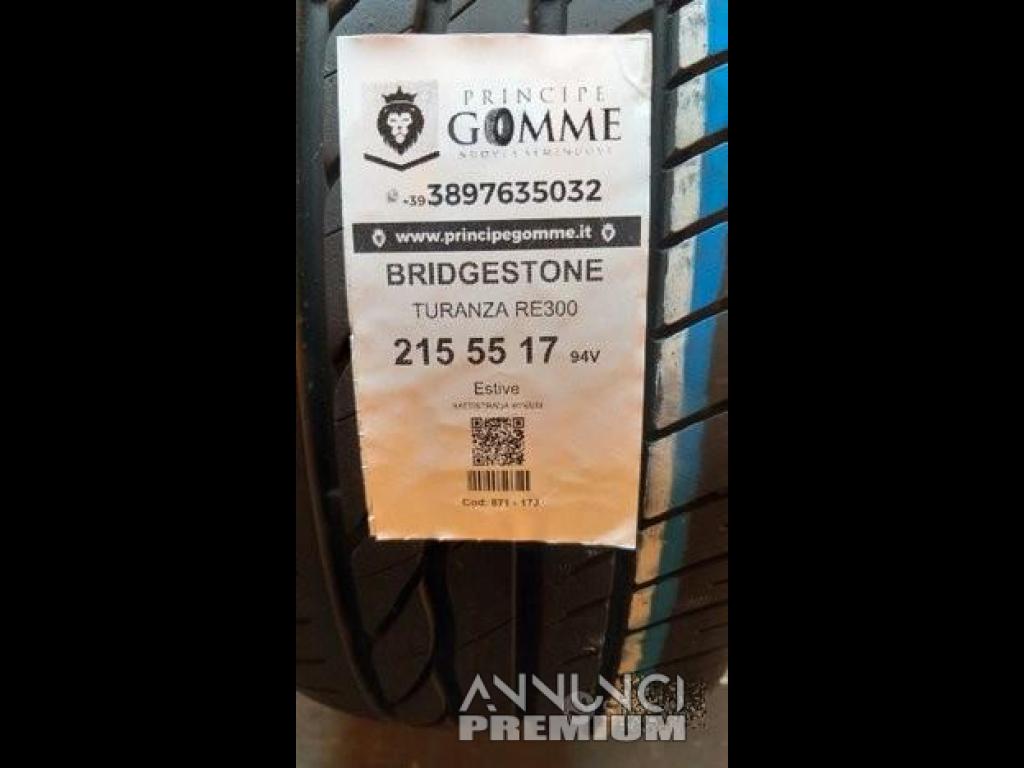 PRINCIPE
GOMME
+39 3897635032
www.principegomme.it
BRIDGESTONE
TURANZA RE300
215 55 17 94V
Estive
Cod: 871 -
ANNUNCI
PREMIUM